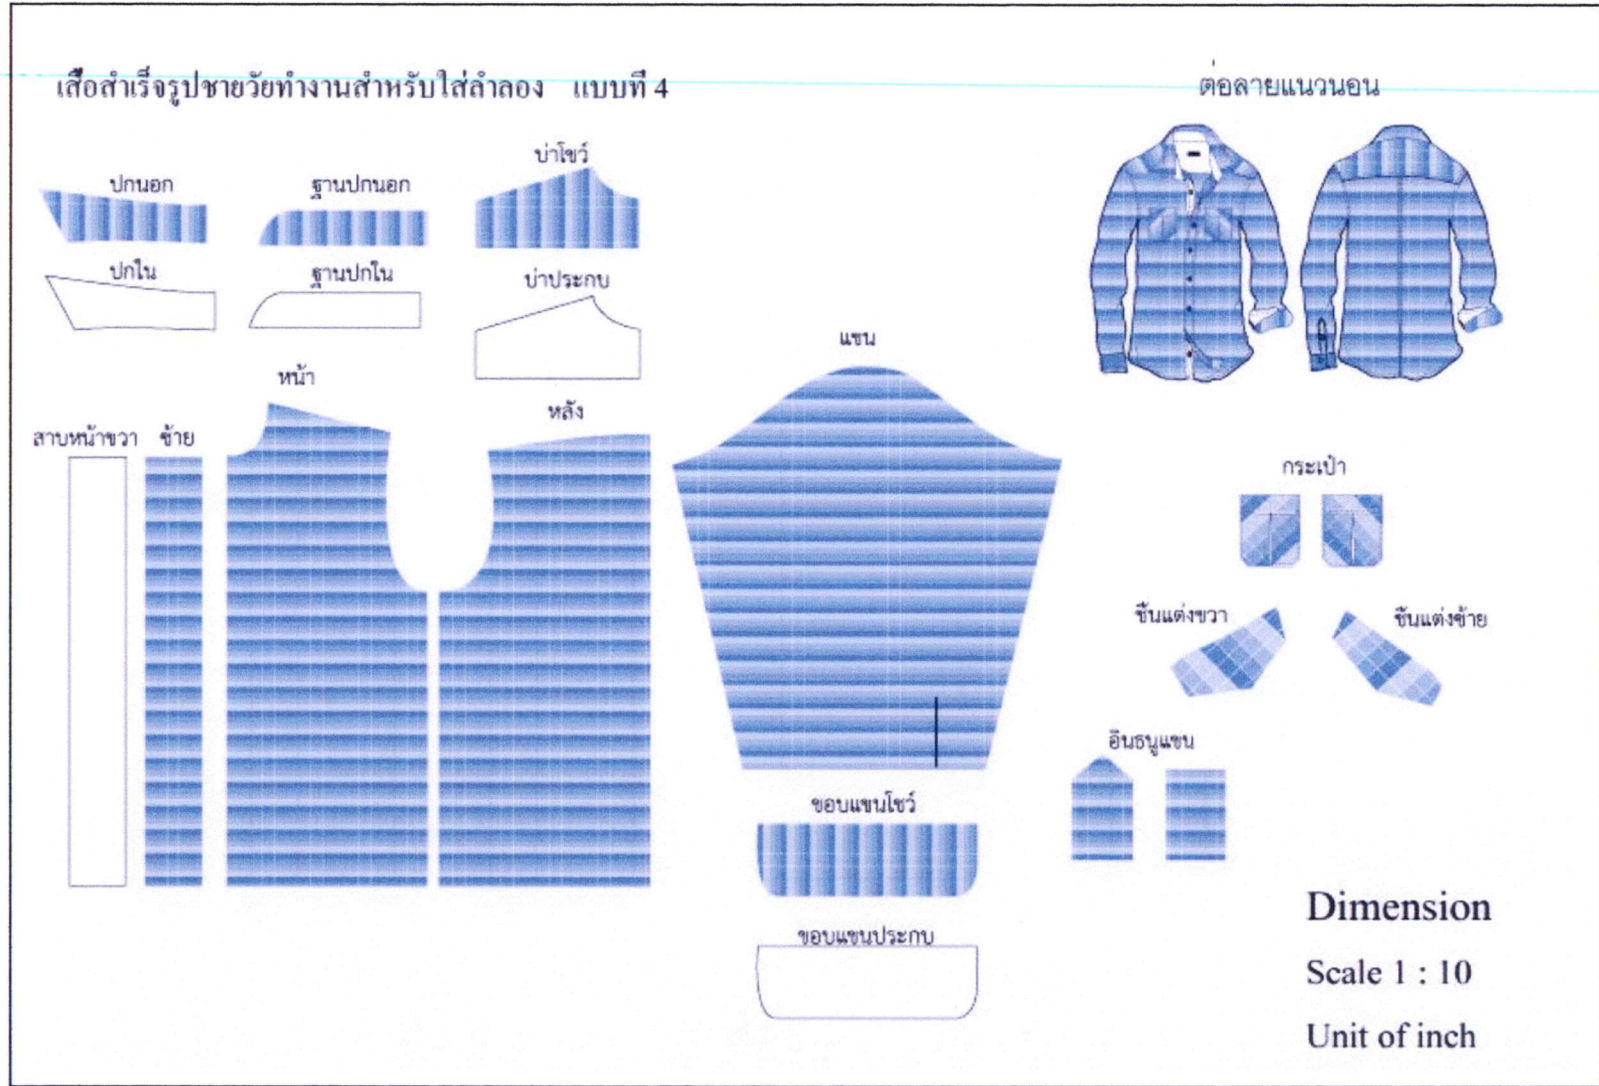 เสื้อสำเร็จรูปชายวัยทำงานสำหรับใส่ลำลอง แบบที่ 4
ต่อลายแนวนอน
ปกนอก
ฐานปกนอก
บ่าโชว์
ปกใน
ฐานปกใน
บ่าประกบ
แขน
หน้า
หลัง
สาบหน้าขวา ซ้าย
กระเป๋า
ชิ้นแต่งขวา
ชิ้นแต่งซ้าย
อินธนูแขน
ขอบแขนโชว์
ขอบแขนประกบ
Dimension
Scale 1 : 10
Unit of inch